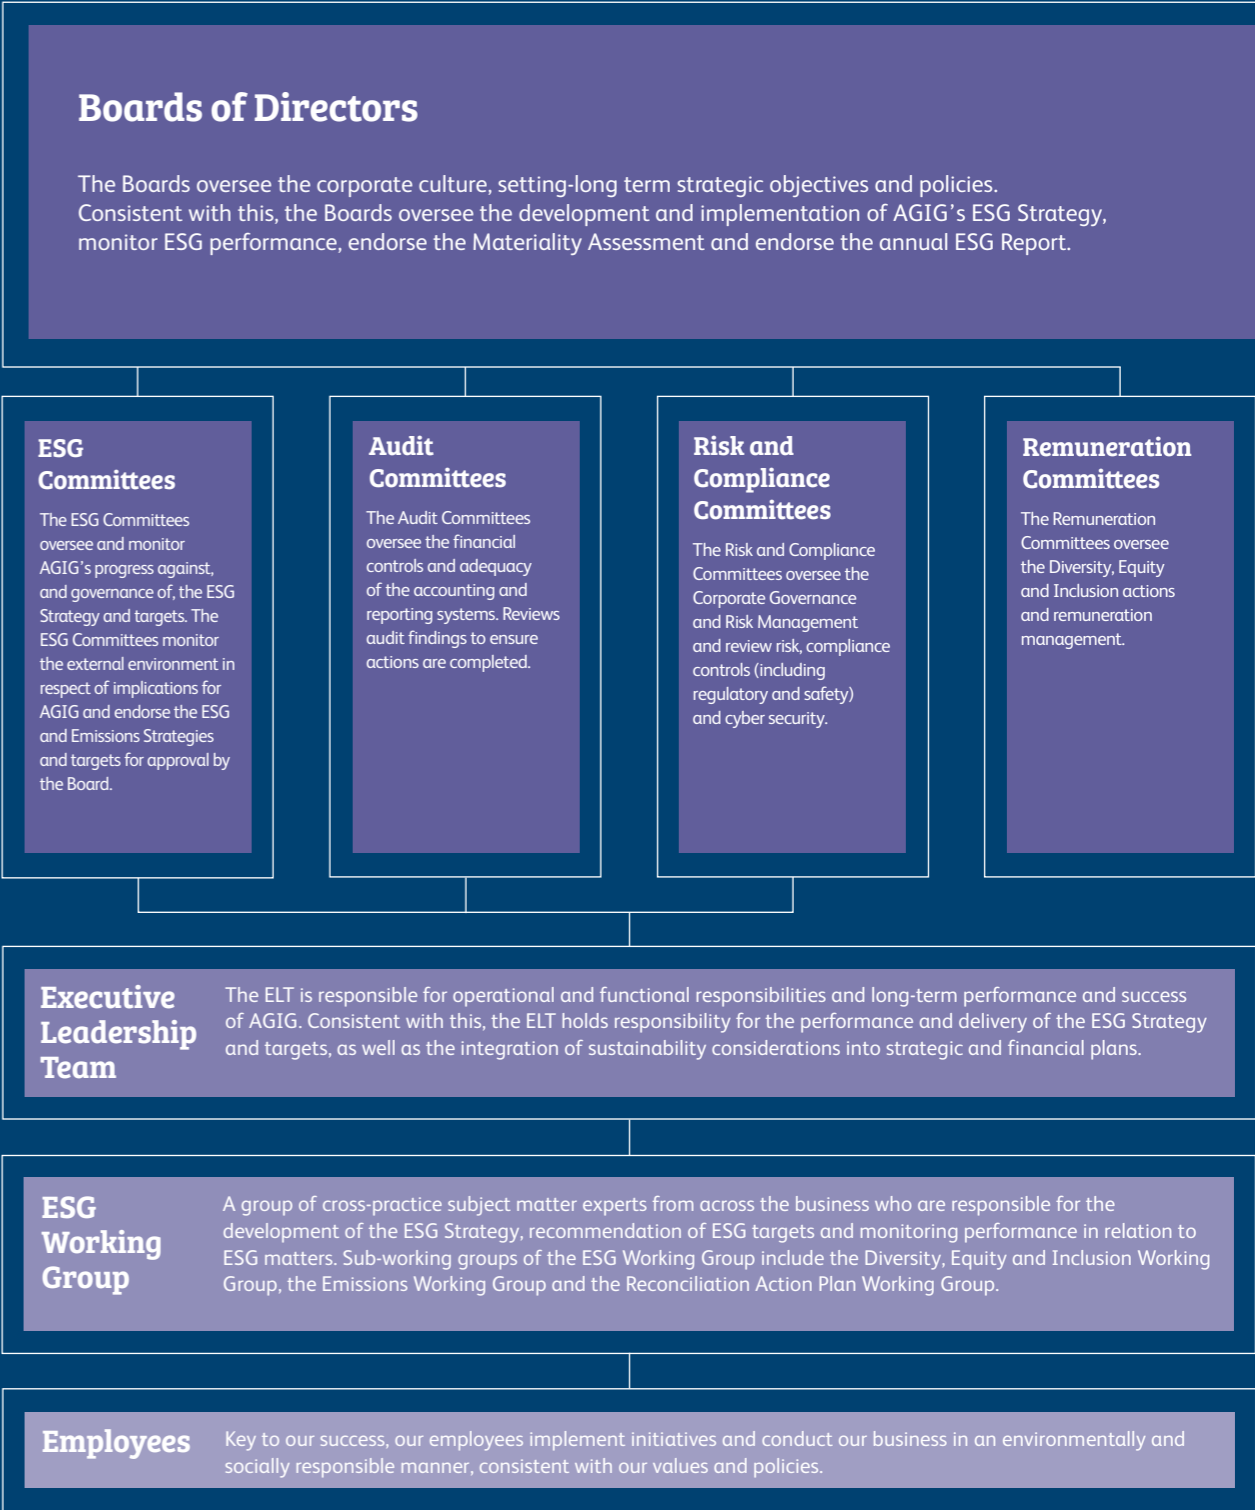 Boards of Directors
The Boards oversee the corporate culture, setting-long term strategic objectives and policies.
Consistent with this, the Boards oversee the development and implementation of AGIG's ESG Strategy,
monitor ESG performance, endorse the Materiality Assessment and endorse the annual ESG Report.
ESG
Committees
The ESG Committees
oversee and monitor
AGIG's progress against,
and governance of, the ESG
Strategy and targets. The
ESG Committees monitor
the external environment in
respect of implications for
AGIG and endorse the ESG
and Emissions Strategies
and targets for approval by
the Board.
Audit
Committees
The Audit Committees
oversee the financial
controls and adequacy
of the accounting and
reporting systems. Reviews
audit findings to ensure
actions are completed.
Risk and
Compliance
Committees
The Risk and Compliance
Committees oversee the
Corporate Governance
and Risk Management
and review risk, compliance
controls (including
regulatory and safety)
and cyber security.
Remuneration
Committees
The Remuneration
Committees oversee
the Diversity, Equity
and Inclusion actions
and remuneration
management.
Executive
Leadership
Team
The ELT is responsible for operational and functional responsibilities and long-term performance and success
of AGIG. Consistent with this, the ELT holds responsibility for the performance and delivery of the ESG Strategy
and targets, as well as the integration of sustainability considerations into strategic and financial plans.
ESG
Working
Group
A group of cross-practice subject matter experts from across the business who are responsible for the
development of the ESG Strategy, recommendation of ESG targets and monitoring performance in relation to
ESG matters. Sub-working groups of the ESG Working Group include the Diversity, Equity and Inclusion Working
Group, the Emissions Working Group and the Reconciliation Action Plan Working Group.
Employees
Key to our success, our employees implement initiatives and conduct our business in an environmentally and
socially responsible manner, consistent with our values and policies.